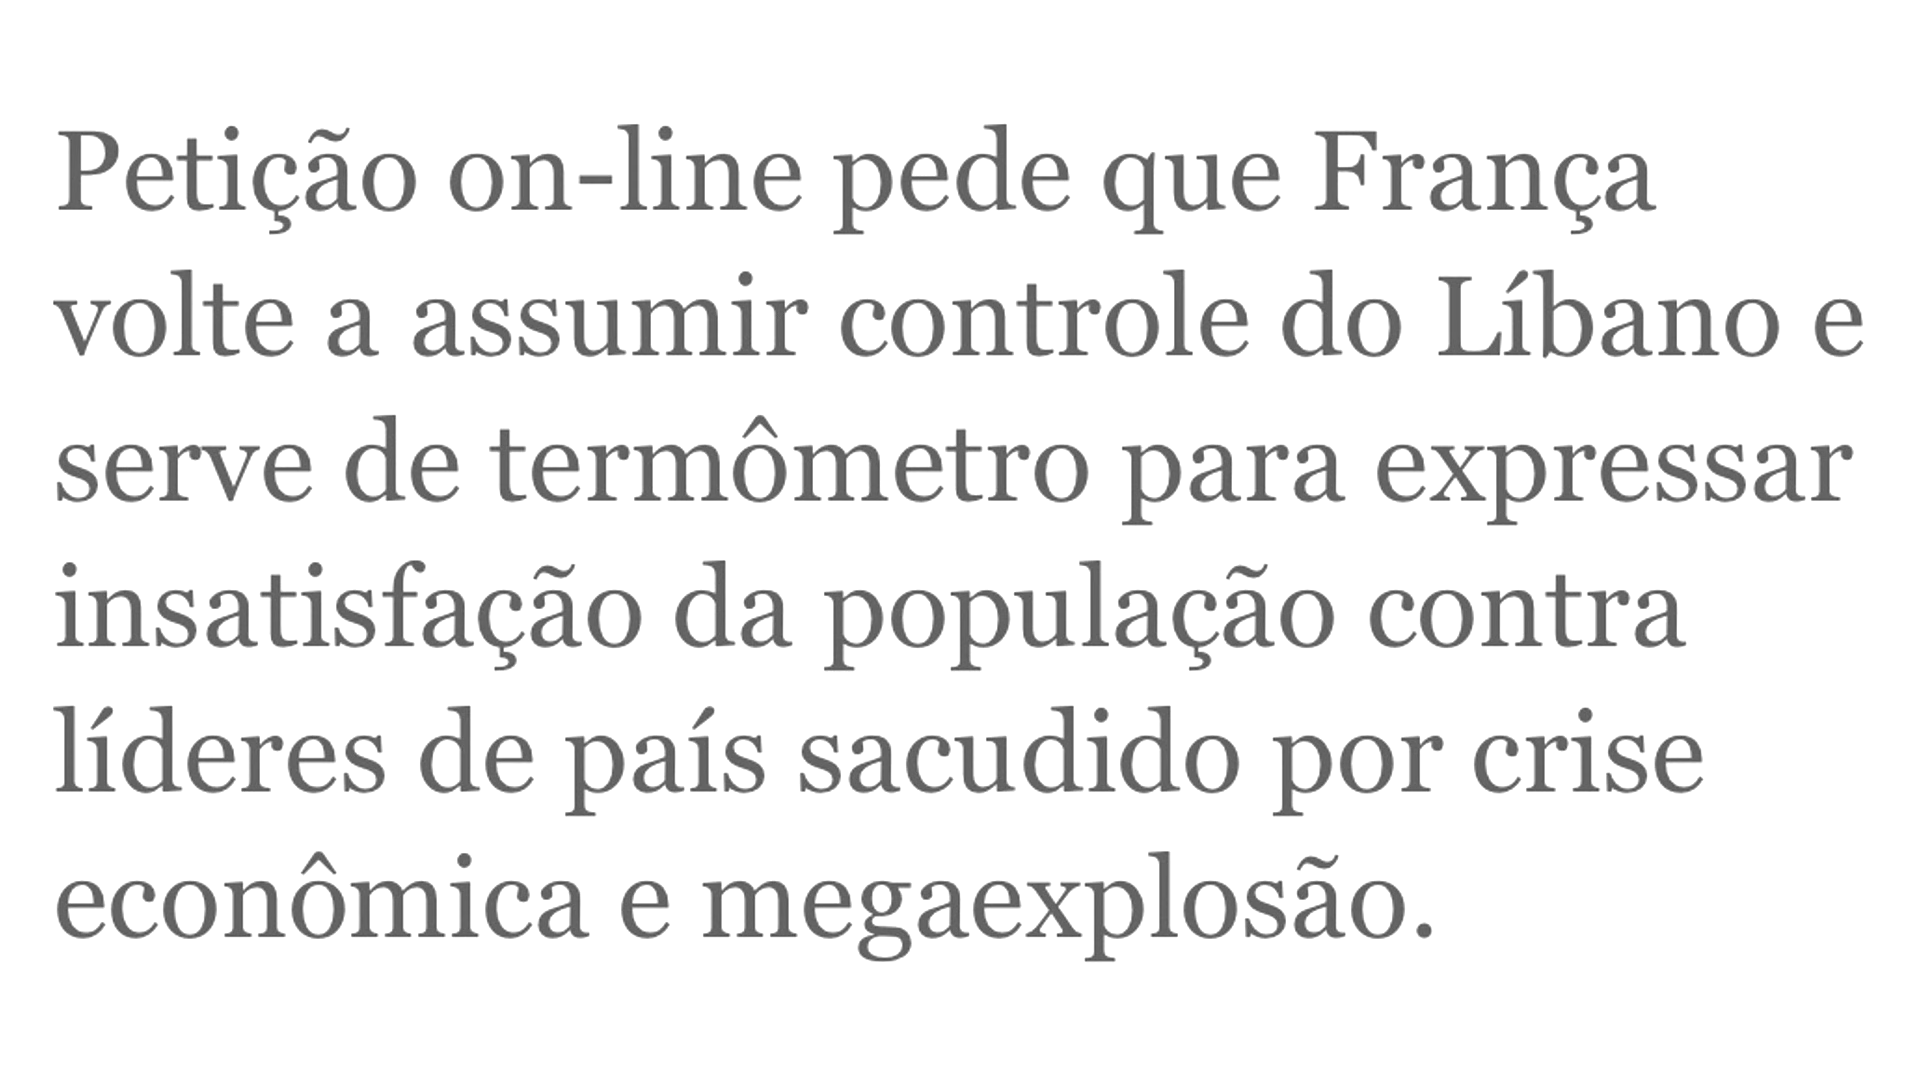 Petição on-line pede que França
volte a assumir controle do Líbano e
serve de termômetro para expressar
insatisfação da população contra
líderes de país sacudido por crise
econômica e megaexplosão.